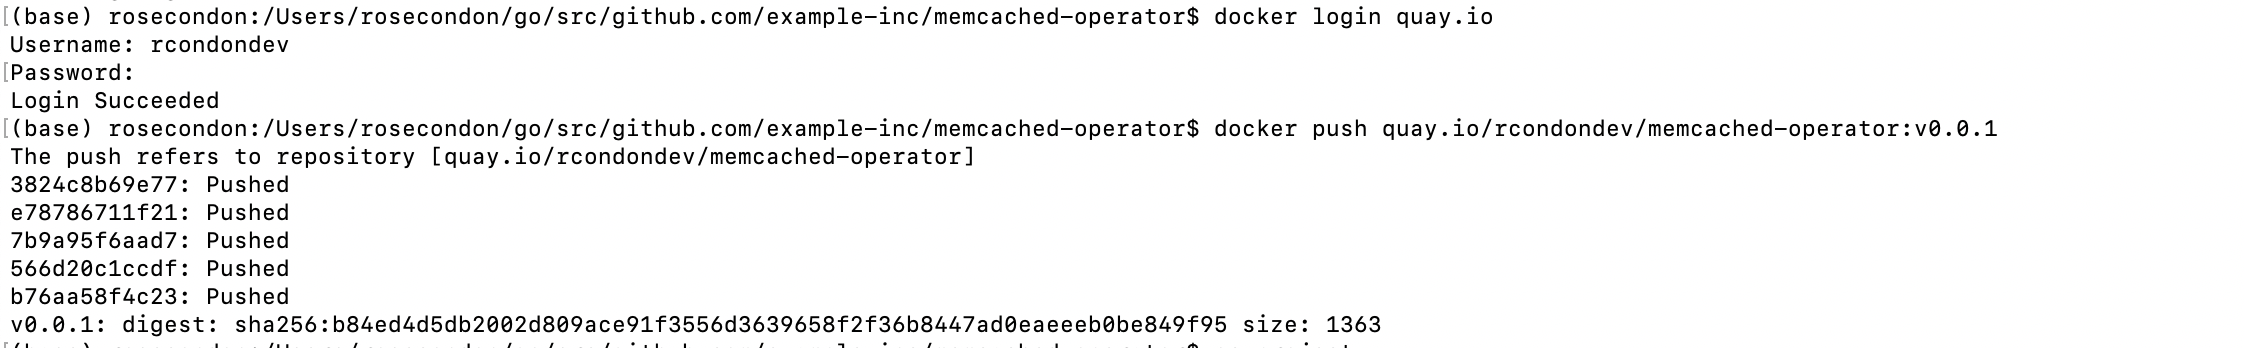 (base) rosecondon:/Users/rosecondon/go/src/github.com/example-inc/memcached-operator$ docker login quay.io
Username: rcondondev
Password:
Login Succeeded
(base) rosecondon:/Users/rosecondon/go/src/github.com/example-inc/memcached-operator$ docker push quay.io/rcondondev/memcached-operator:v0.0.1
The push refers to repository [quay.io/rcondondev/memcached-operator]
3824c8b69e77: Pushed
e78786711f21: Pushed
7b9a95f6aad7: Pushed
566d20c1ccdf: Pushed
b76aa58f4c23: Pushed
v0.0.1: digest: sha256:b84ed4d5db2002d809ace91f3556d3639658f2f36b8447ad0eaeeeb0be849f95 size: 1363